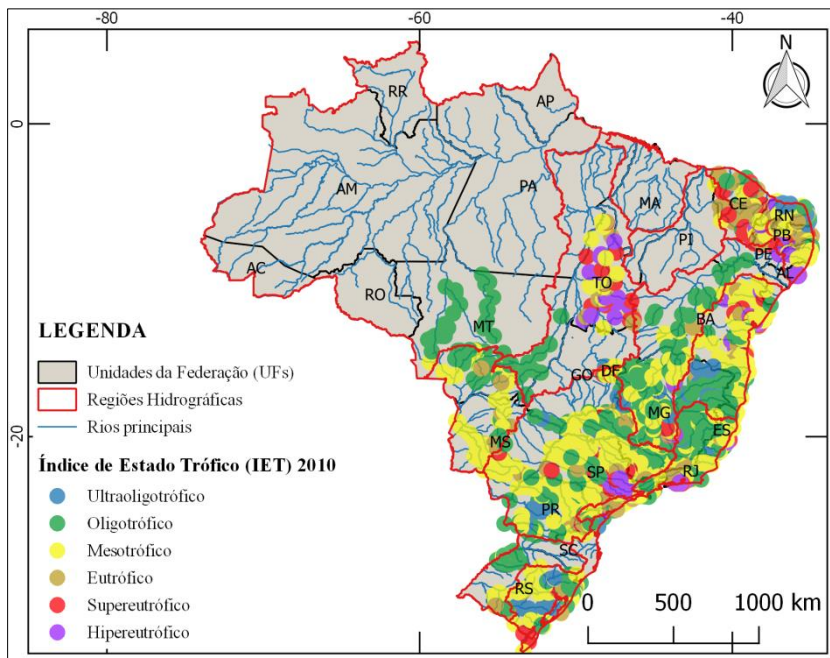 -80 -60 -40
N
0
-20
RR
AP
AM
PA
MA
CE
RN
PB
PE
AL
PI
AC
RO
TO
MT
BA
GO
DF
MG
ES
MS
SP
RJ
PR
SC
RS
LEGENDA
Unidades da Federação (UFs)
Regiões Hidrográficas
Rios principais
Índice de Estado Trófico (IET) 2010
Ultraoligotrófico
Oligotrófico
Mesotrófico
Eutrófico
Supereutrófico
Hipereutrófico
0 500 1000 km